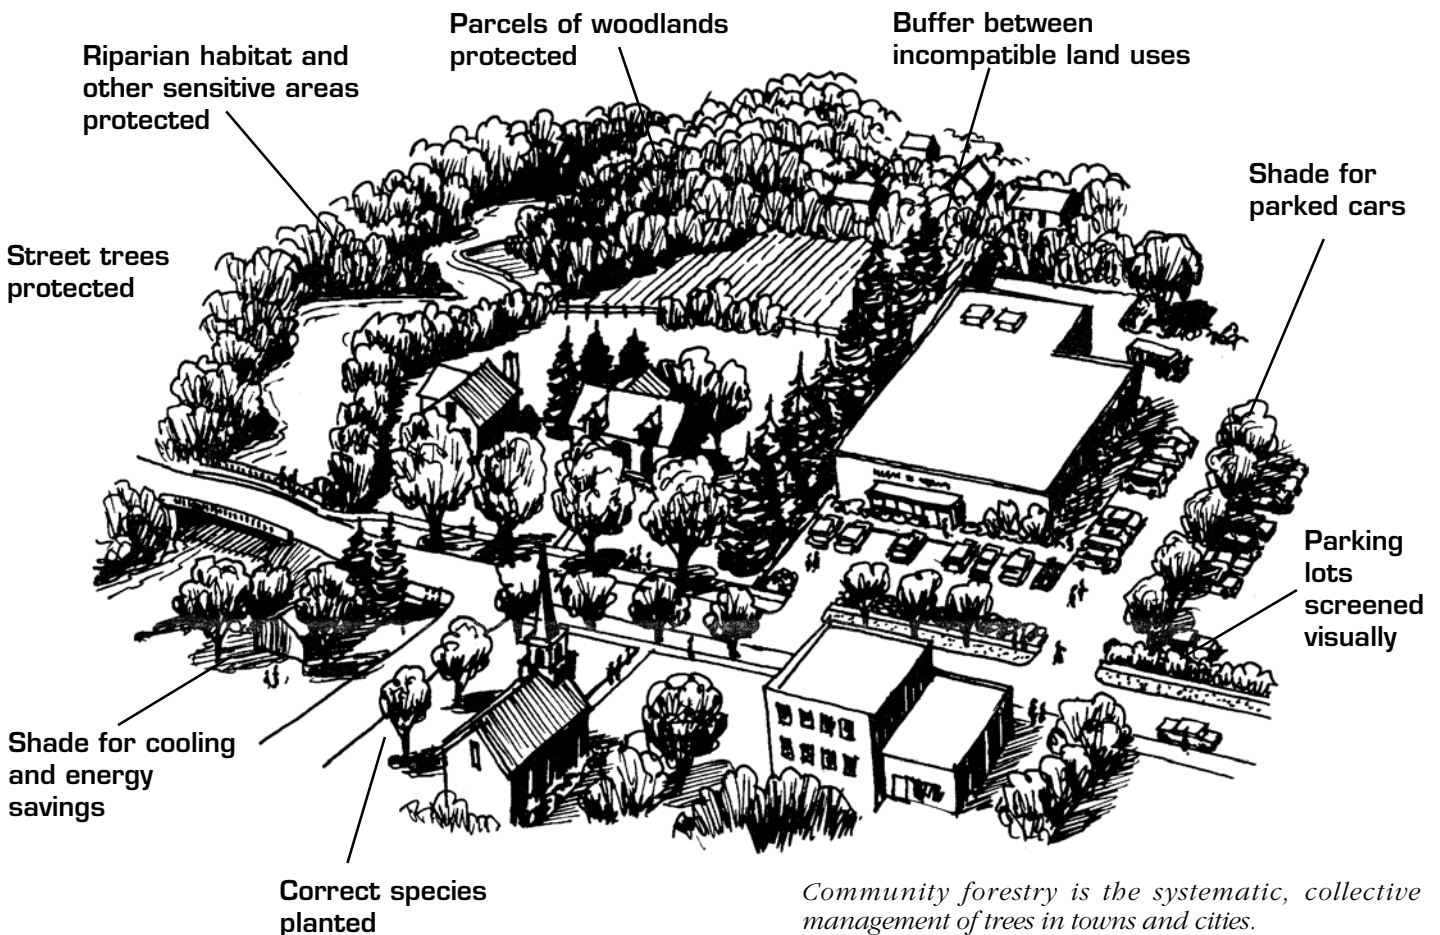 Parcels of woodlands
protected
Buffer between
incompatible land uses
Riparian habitat and
other sensitive areas
protected
Shade for
parked cars
Street trees
protected
Parking
lots
screened
visually
Shade for cooling
and energy
savings
Correct species
planted
Community forestry is the systematic, collective
management of trees in towns and cities.